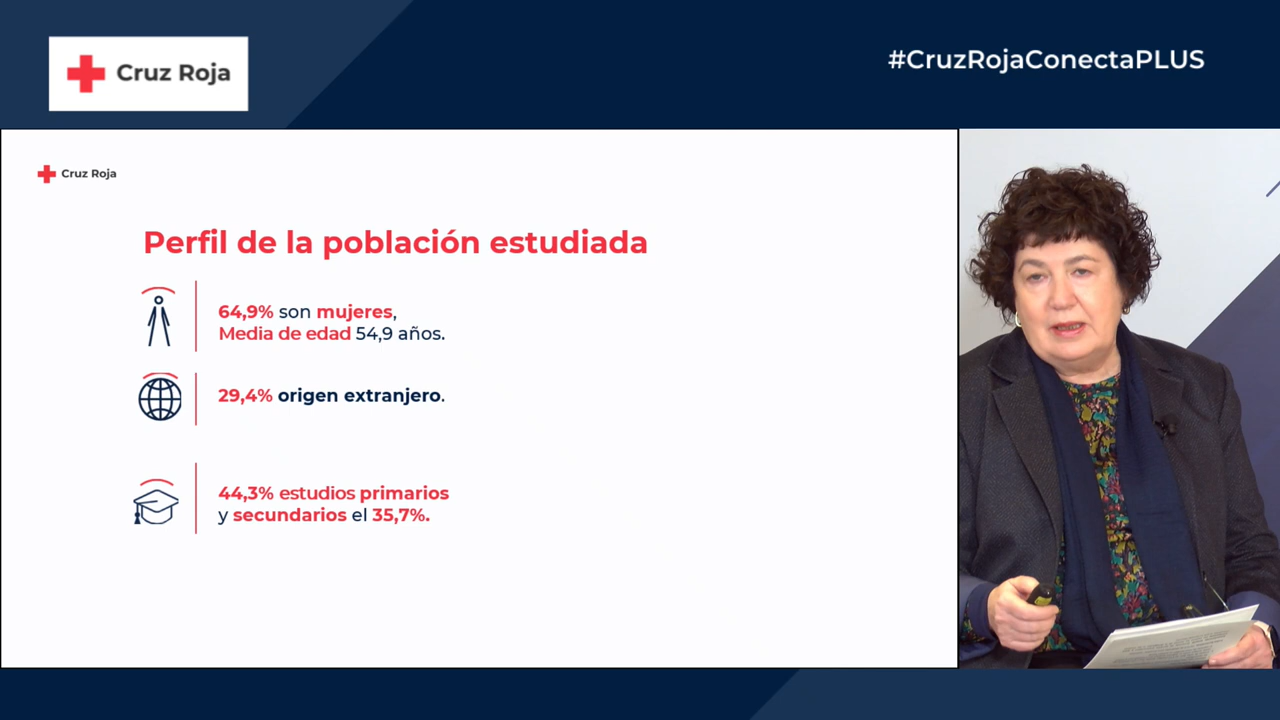 Cruz Roja
#CruzRojaConectaPLUS
Cruz Roja
Perfil de la población estudiada
64,9% son mujeres,
Media de edad 54,9 años.
29,4% origen extranjero.
44,3% estudios primarios
y secundarios el 35,7%.